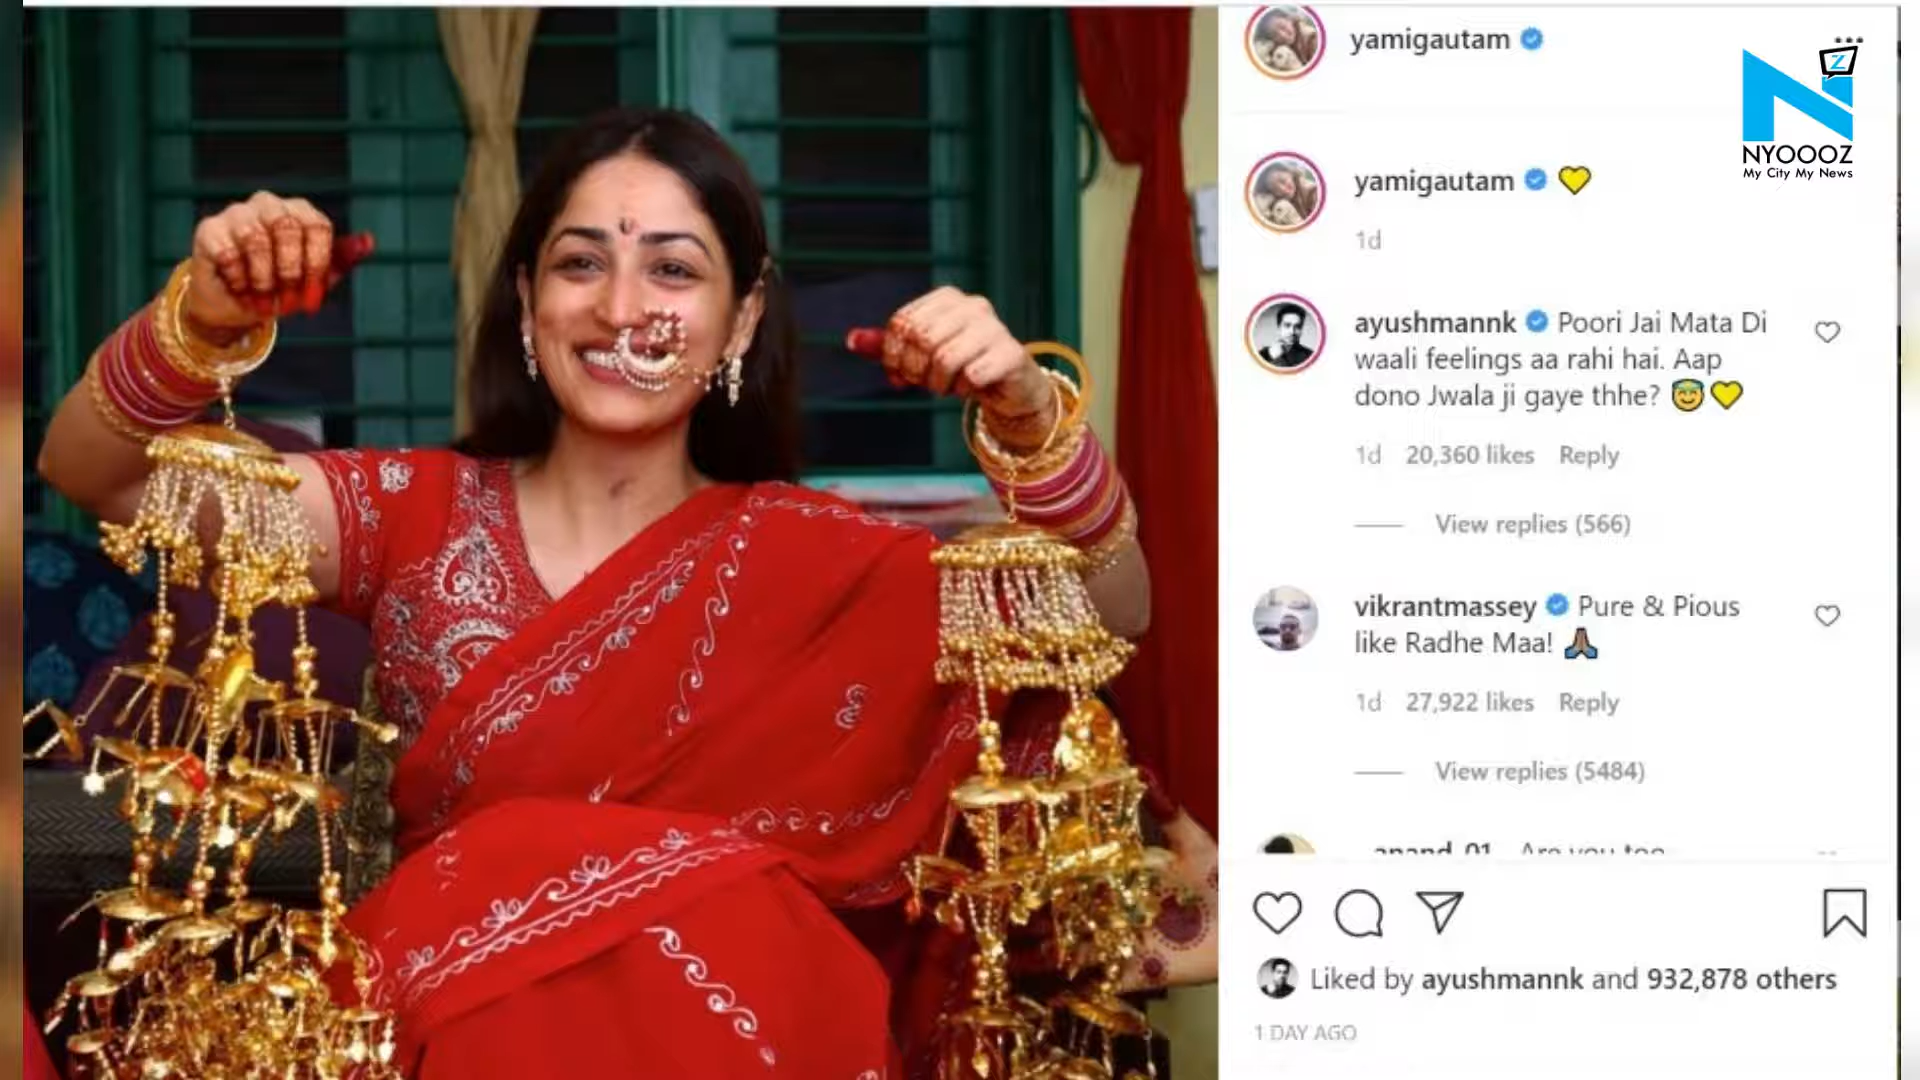 yamigautam
NYOOOZ
My City My News
yamigautam 💛
1d
ayushmannk Poori Jai Mata Di
waali feelings aa rahi hai. Aap
dono Jwala ji gaye thhe? 😇💛
1d 20,360 likes Reply
View replies (566)
vikrantmassey Pure & Pious
like Radhe Maa! 🙏🏽
1d 27,922 likes Reply
View replies (5484)
Liked by ayushmannk and 932,878 others
1 DAY AGO